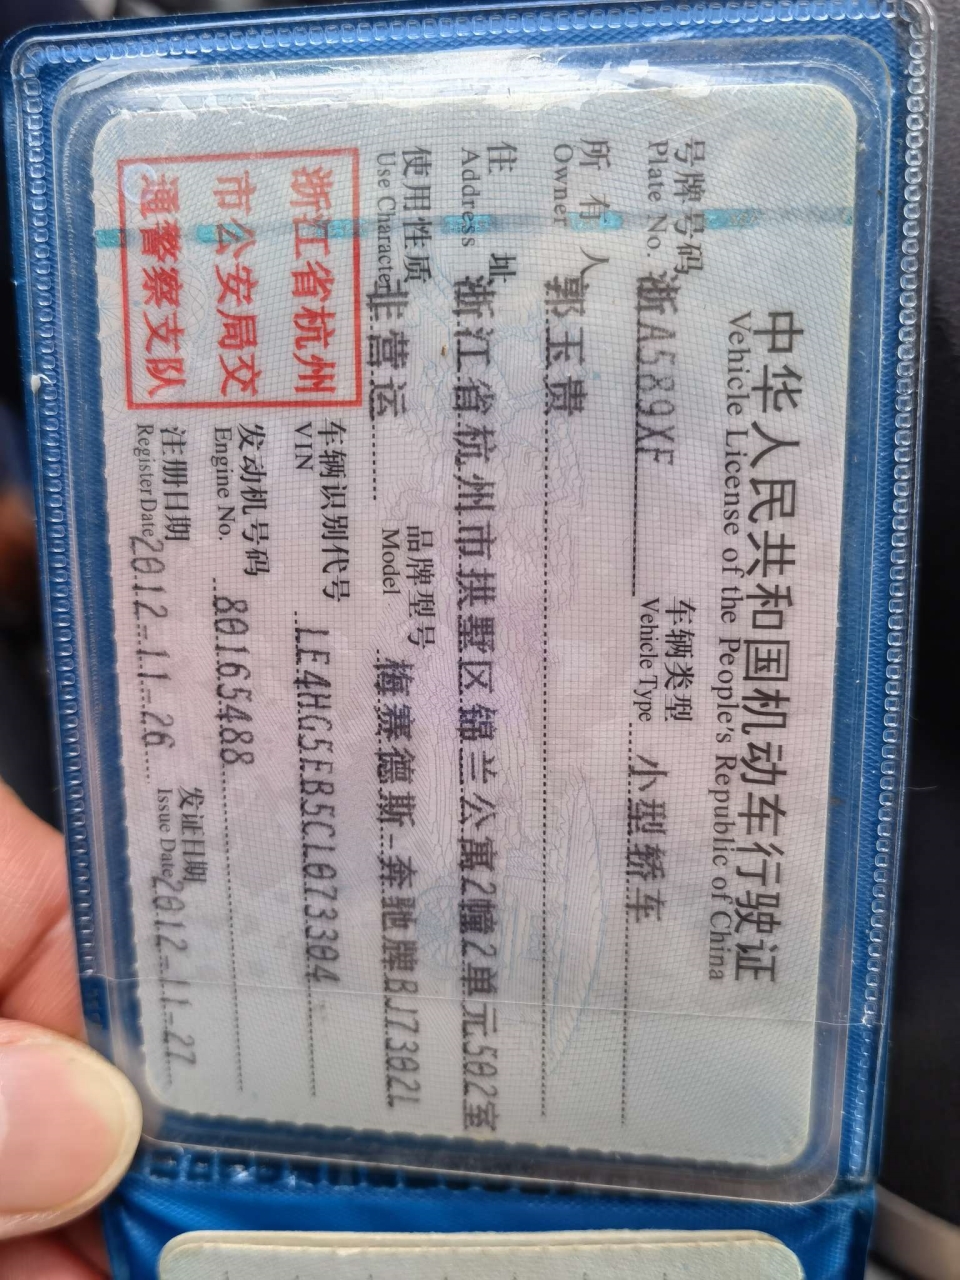 中华人民共和国机动车行驶证
Vehicle License of the People's Republic of China
号牌号码 浙A589XF 车辆类型 小型轿车
Plate No. Vehicle Type
所有人 郭玉贵
Owner
住址 浙江省杭州市拱墅区锦兰公寓2幢2单元502室
Address
使用性质 非营运 品牌型号 梅赛德斯-奔驰牌BJ7302L
Use Character Model
浙江省杭州
市公安局交
通警察支队
车辆识别代号 LE4HG5EB5CL073304
VIN
发动机号码 80165488
Engine No.
注册日期 2012-11-26 发证日期 2012-11-27
Register Date Issue Date